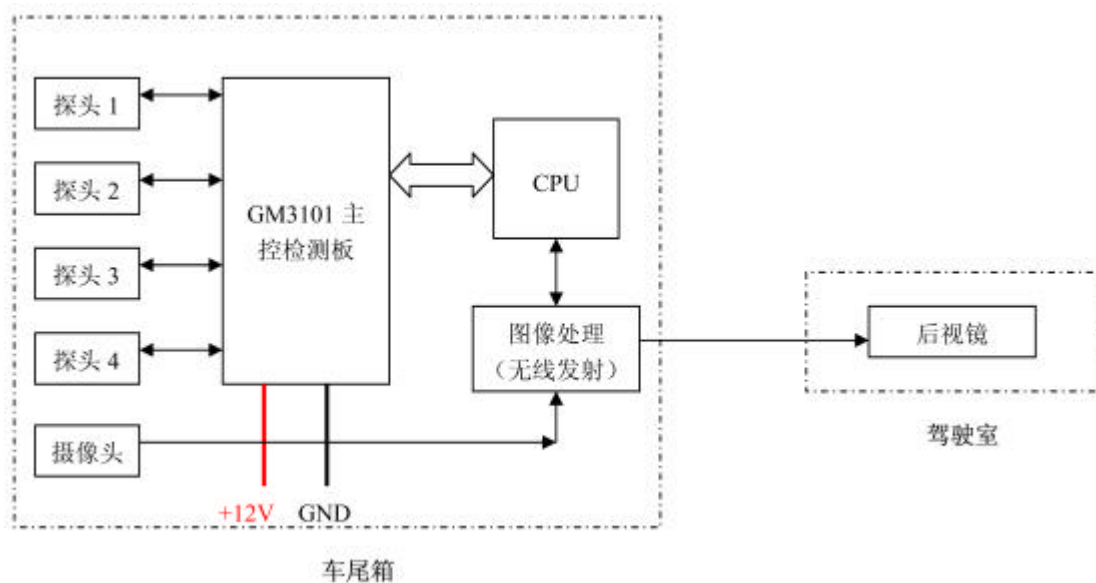 探头 1
探头 2
探头 3
探头 4
摄像头
GM3101 主
控检测板
+12V
GND
CPU
图像处理
（无线发射）
后视镜
驾驶室
车尾箱